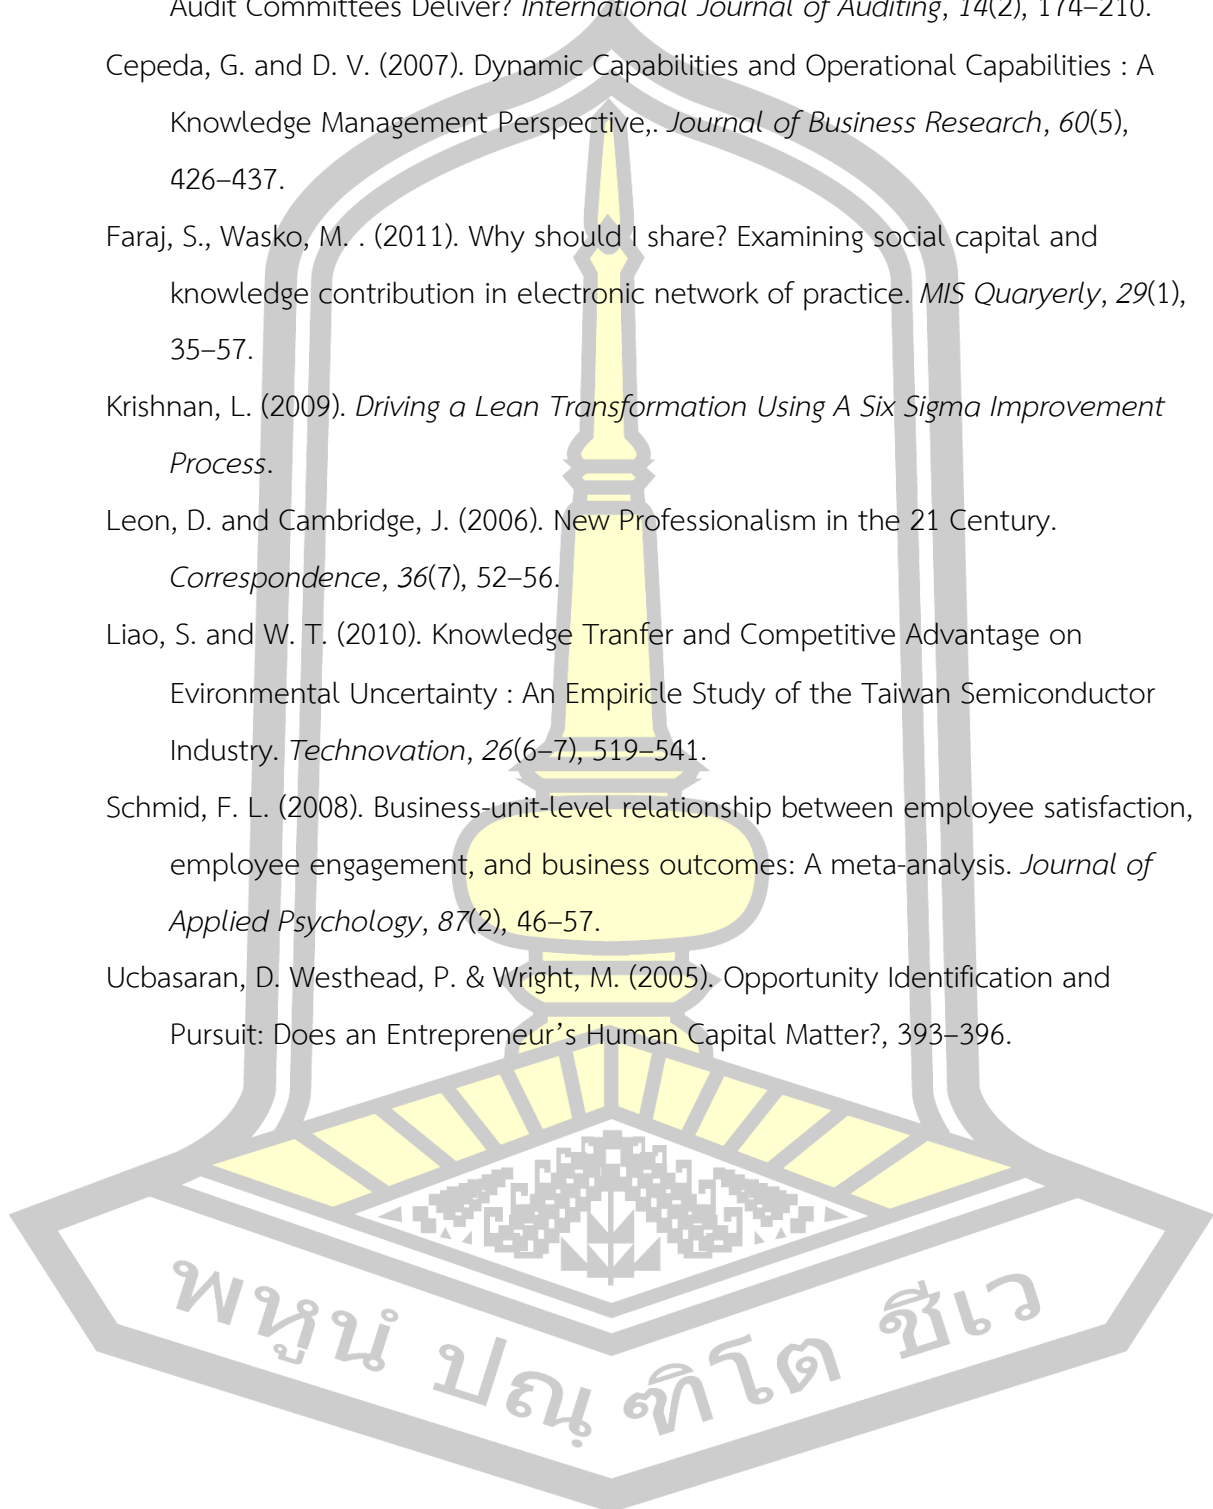 Audit Committees Deliver? International Journal of Auditing, 14(2), 174–210.
Cepeda, G. and D. V. (2007). Dynamic Capabilities and Operational Capabilities : A
Knowledge Management Perspective,. Journal of Business Research, 60(5),
426–437.
Faraj, S., Wasko, M. . (2011). Why should I share? Examining social capital and
knowledge contribution in electronic network of practice. MIS Quaryerly, 29(1),
35–57.
Krishnan, L. (2009). Driving a Lean Transformation Using A Six Sigma Improvement
Process.
Leon, D. and Cambridge, J. (2006). New Professionalism in the 21 Century.
Correspondence, 36(7), 52–56.
Liao, S. and W. T. (2010). Knowledge Tranfer and Competitive Advantage on
Evironmental Uncertainty : An Empiricle Study of the Taiwan Semiconductor
Industry. Technovation, 26(6–7), 519–541.
Schmid, F. L. (2008). Business-unit-level relationship between employee satisfaction,
employee engagement, and business outcomes: A meta-analysis. Journal of
Applied Psychology, 87(2), 46–57.
Ucbasaran, D. Westhead, P. & Wright, M. (2005). Opportunity Identification and
Pursuit: Does an Entrepreneur’s Human Capital Matter?, 393–396.
พหูนํ ปณฺฑิโต ชีเว